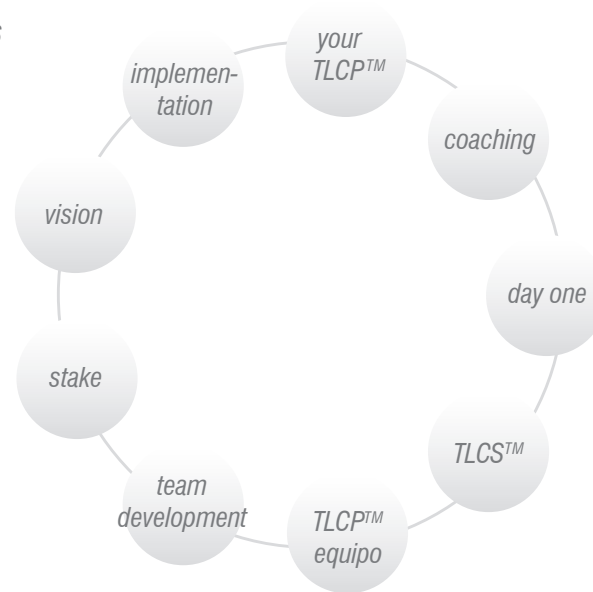 your
TLCP™
implemen-
tation
coaching
vision
day one
stake
TLCS™
team
development
TLCP™
equipo